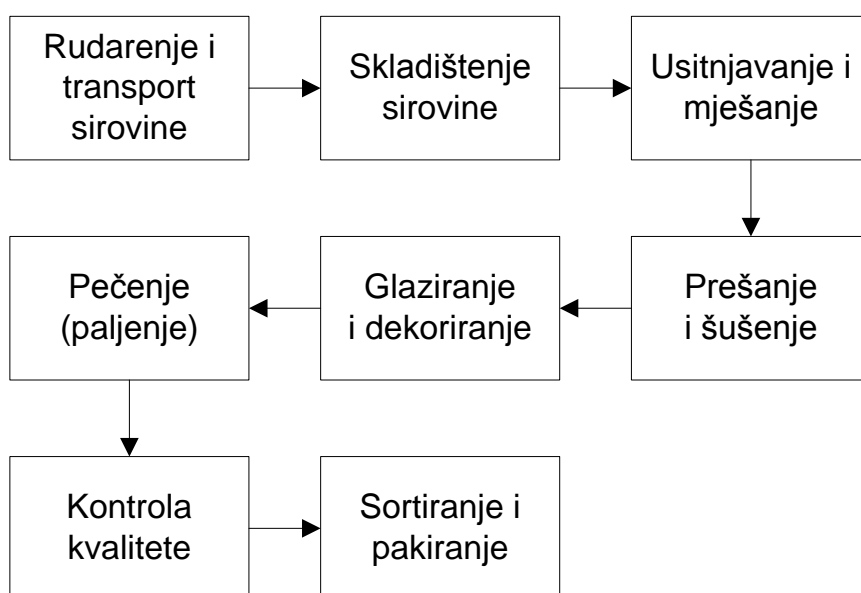 Rudarenje i
transport
sirovine
Skladištenje
sirovine
Usitnjavanje i
mješanje
Prešanje
i šušenje
Glaziranje
i dekoriranje
Pečenje
(paljenje)
Kontrola
kvalitete
Sortiranje i
pakiranje